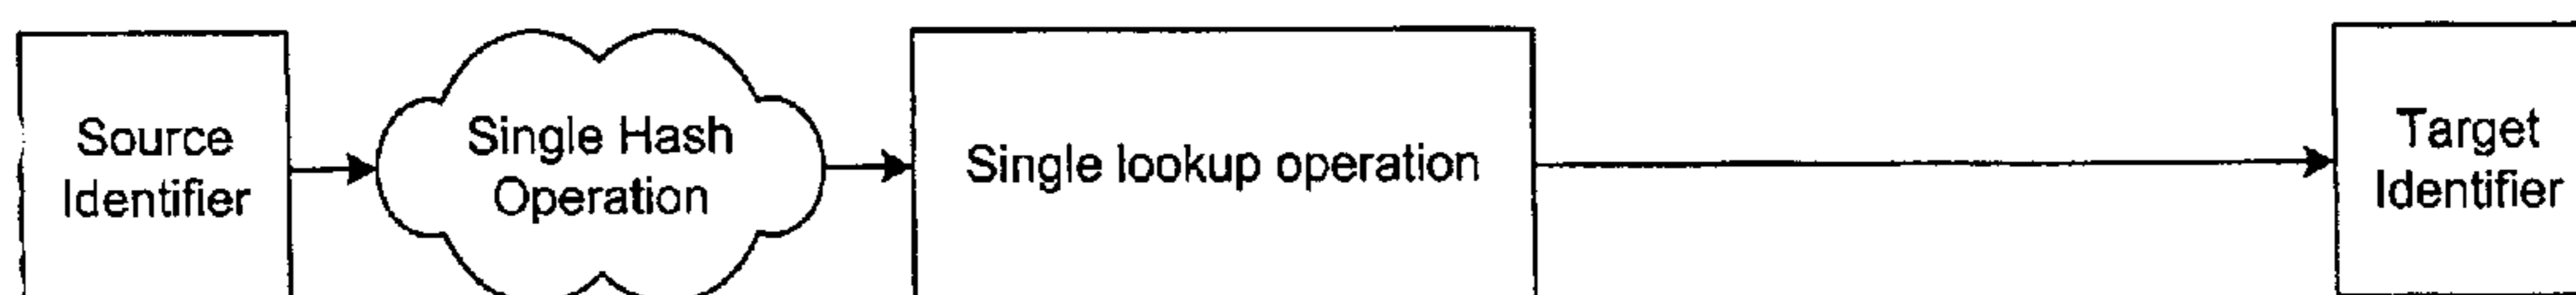 Source
Identifier
Single Hash
Operation
Single lookup operation
Target
Identifier